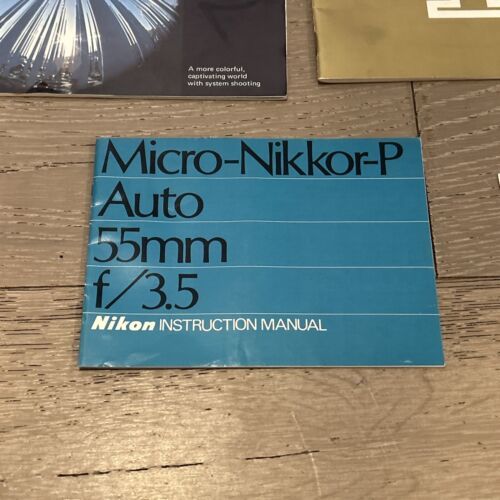 A more colorful,
captivating world
with system shooting
Micro-Nikkor-P
Auto
55mm
f/3.5
Nikon INSTRUCTION MANUAL